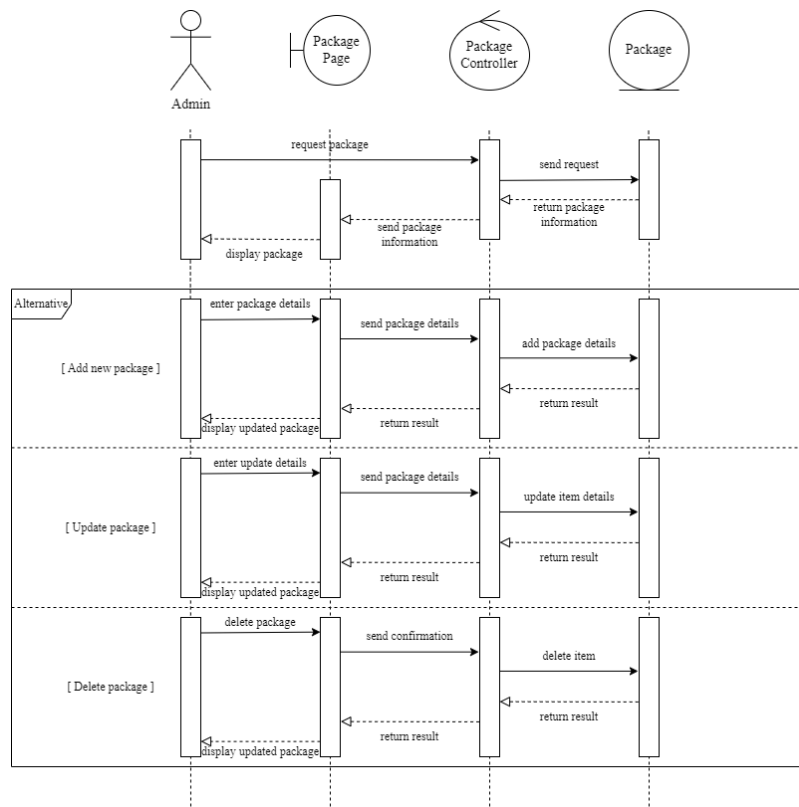 Package
Page
Package
Controller
Package
Admin
request package
send request
return package
information
send package
information
display package
Alternative
enter package details
send package details
add package details
[ Add new package ]
return result
return result
display updated package
enter update details
send package details
update item details
[ Update package ]
return result
return result
display updated package
delete package
send confirmation
delete item
[ Delete package ]
return result
return result
display updated package